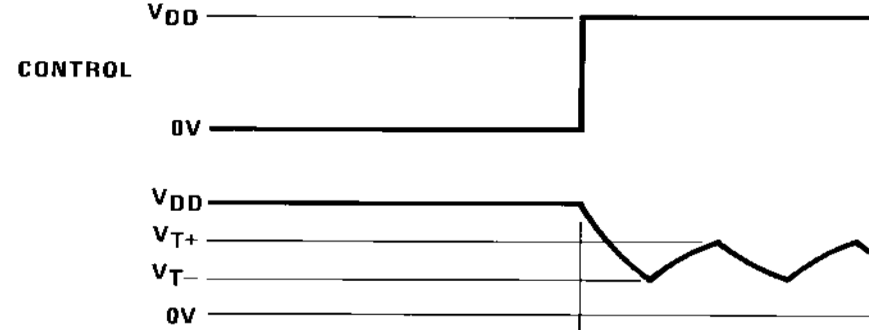 VDD
CONTROL
0V
VDD
VT+
VT−
0V